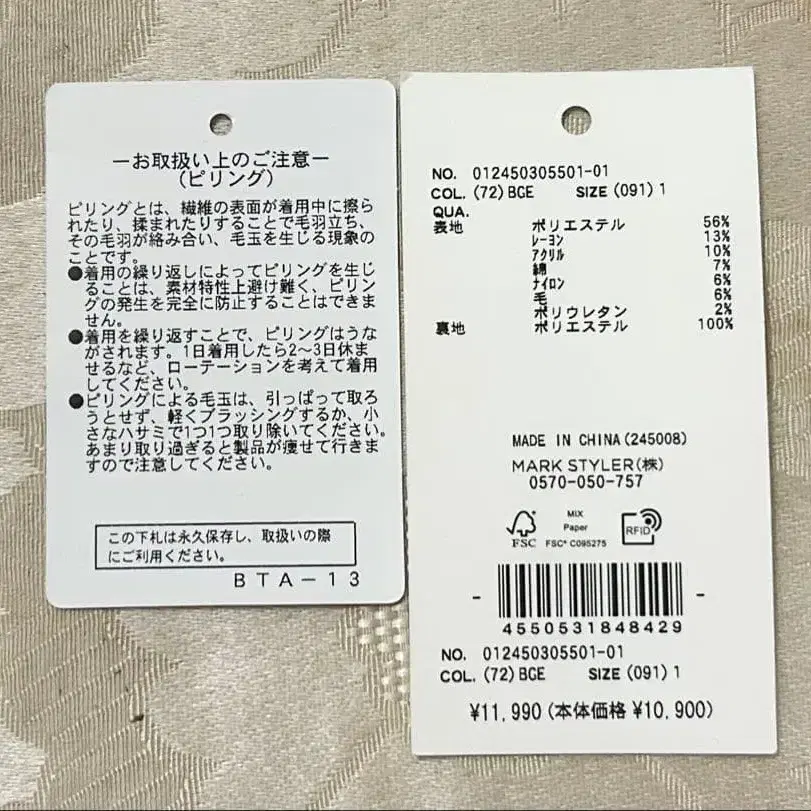 ーお取扱い上のご注意ー
(ピリング)
ピリングとは、繊維の表面が着用中に擦ら
れたり、揉まれたりすることで毛羽立ち、
その毛羽が絡み合い、毛玉を生じる現象の
ことです。
●着用の繰り返しによってピリングを生じ
ることは、素材特性上避け難く、ピリン
グの発生を完全に防止することはできま
せん。
●着用を繰り返すことで、ピリングはうな
がされます。1日着用したら2〜3日休ま
せるなど、ローテーションを考えて着用
してください。
●ピリングによる毛玉は、引っぱって取ろ
うとせず、軽くブラッシングするか、小
さなハサミで1つ1つ取り除いてください。
あまり取り過ぎると製品が痩せて行きま
すので注意してください。
この下札は永久保存し、取扱いの際
にご利用ください。
BTA-13
NO. 012450305501-01
COL. (72)BGE SIZE (091) 1
QUA.
表地 ポリエステル 56%
レーヨン 13%
アクリル 10%
綿 7%
ナイロン 6%
毛 6%
ポリウレタン 2%
裏地 ポリエステル 100%
MADE IN CHINA(245008)
MARK STYLER(株)
0570-050-757
FSC MIX Paper FSC® C095275 RFID
4550531848429
NO. 012450305501-01
COL. (72)BGE SIZE (091) 1
¥11,990(本体価格 ¥10,900)